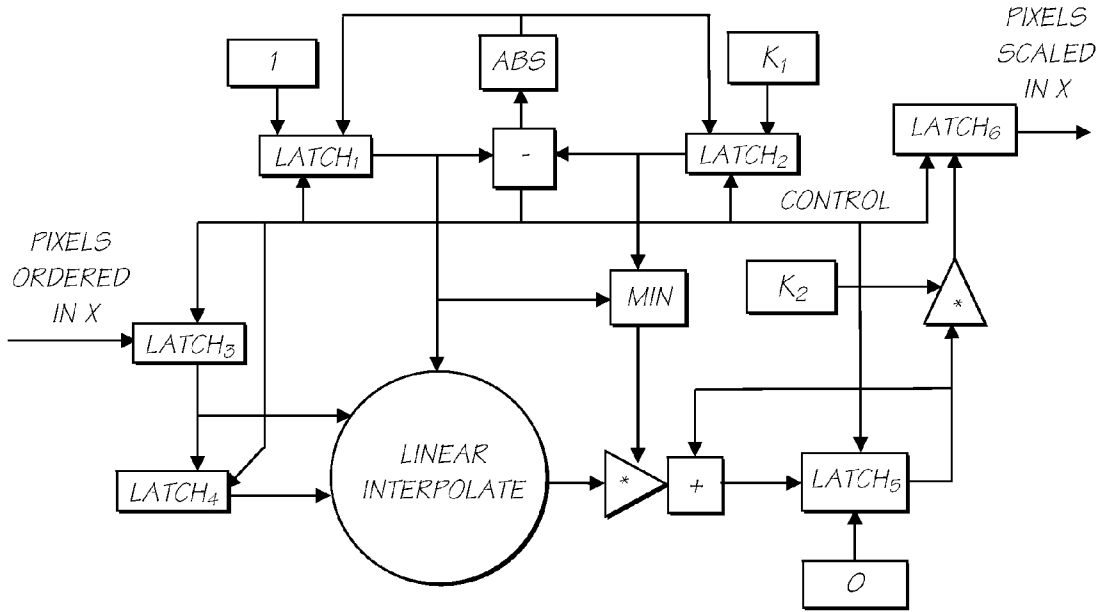 PIXELS
SCALED
IN X
1
ABS
K₁
LATCH₆
LATCH₁
-
LATCH₂
CONTROL
PIXELS
ORDERED
IN X
K₂
MIN
*
LATCH₃
LINEAR
INTERPOLATE
LATCH₄
*
+
LATCH₅
0